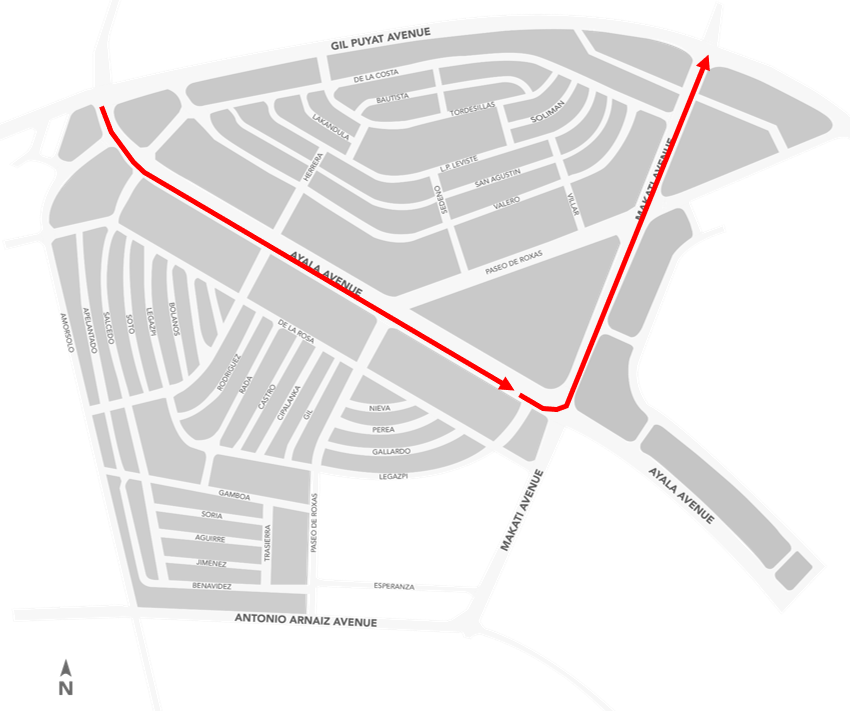 GIL PUYAT AVENUE
DE LA COSTA
BAUTISTA
TORDESILLAS
SOLIMAN
LAKANDULA
HERRERA
L.P. LEVISTE
SAN AGUSTIN
SEDENO
VALERO
VILLAR
MAKATI AVENUE
PASEO DE ROXAS
AYALA AVENUE
AMORSOLO
APELANTADO
SALCEDO
SOTO
LEGAZPI
BOLANOS
DE LA ROSA
RODRIGUEZ
RADA
CASTRO
CIPALANKA
GIL
NIEVA
PEREA
GALLARDO
LEGAZPI
AYALA AVENUE
MAKATI AVENUE
GAMBOA
SORIA
AGUIRRE
TRASIERRA
PASEO DE ROXAS
JIMENEZ
BENAVIDEZ
ESPERANZA
ANTONIO ARNAIZ AVENUE
N